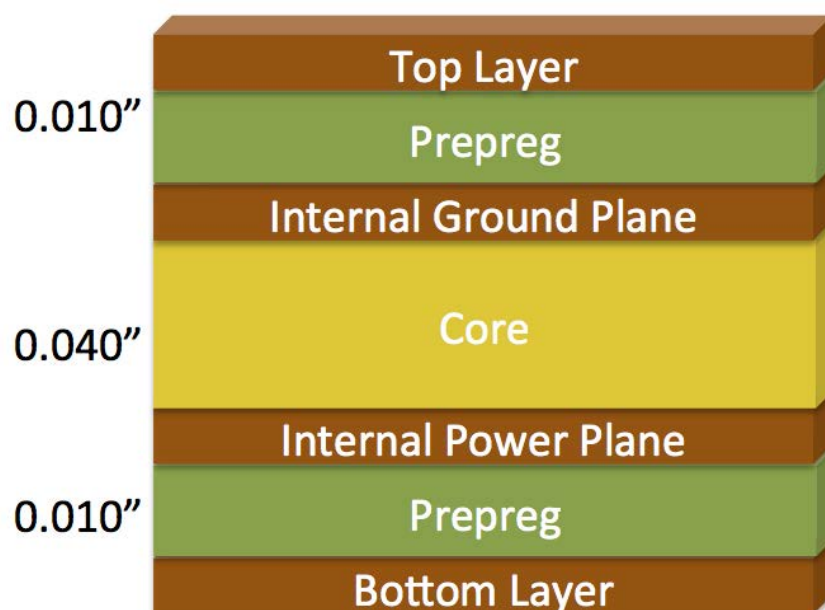 Top Layer
0.010”
Prepreg
Internal Ground Plane
Core
0.040”
Internal Power Plane
0.010”
Prepreg
Bottom Layer